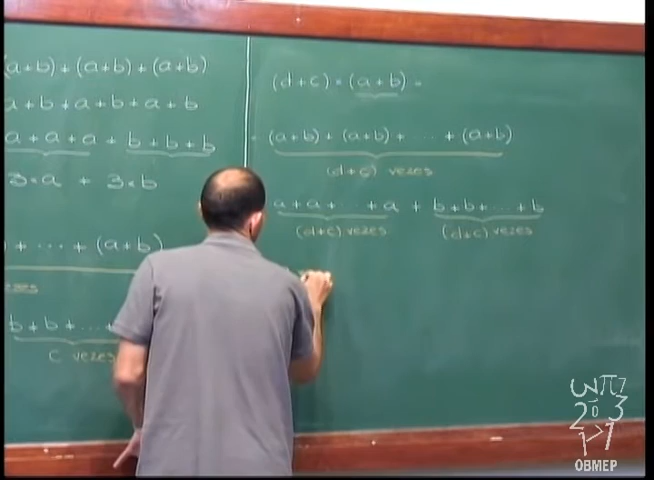 (a+b)+(a+b)+(a+b)
a+b+a+b+a+b
a+a+a+b+b+b
3×a + 3×b
+ ... + (a+b)
b+b+...
c vezes
(d+c)×(a+b) =
(a+b)+(a+b)+ ... +(a+b)
(d+c) vezes
a+a+...+a + b+b+...+b
(d+c) vezes (d+c) vezes
OBMEP